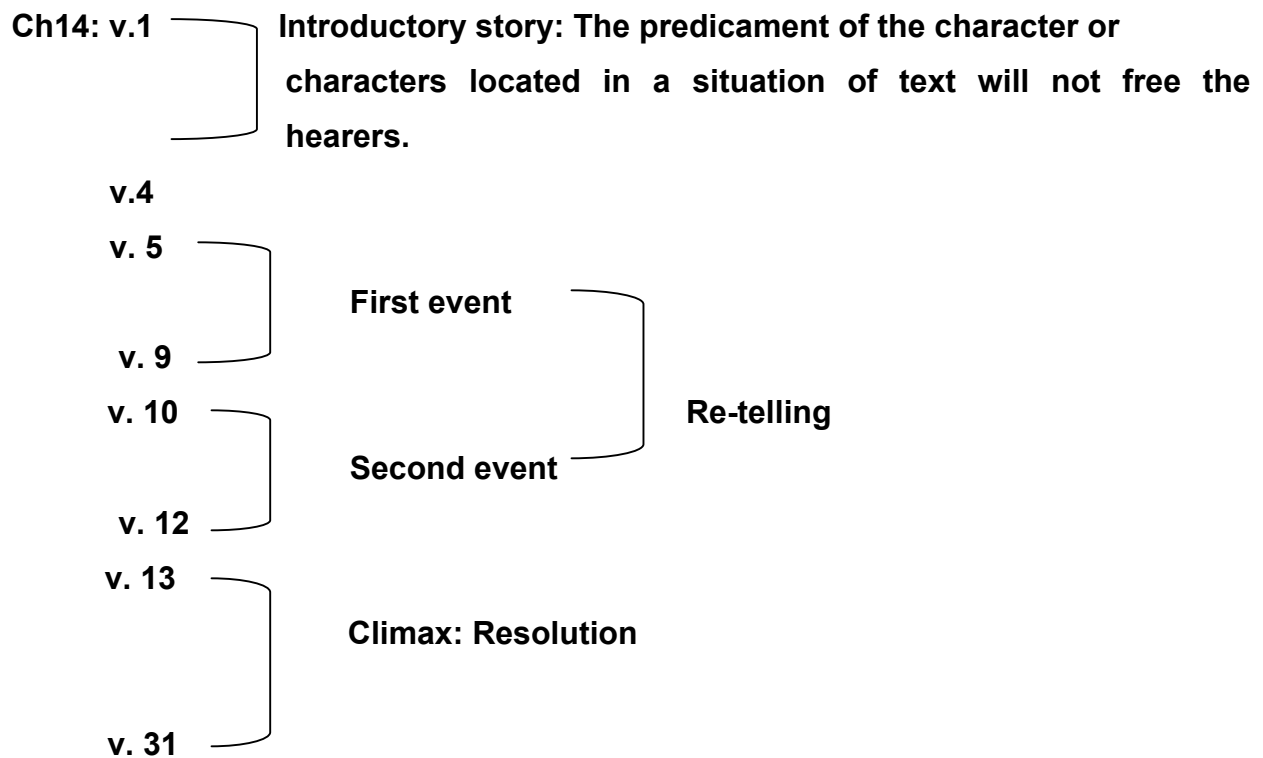 Ch14: v.1 Introductory story: The predicament of the character or
characters located in a situation of text will not free the
hearers.
v.4
v. 5
First event
v. 9
v. 10 Re-telling
Second event
v. 12
v. 13
Climax: Resolution
v. 31